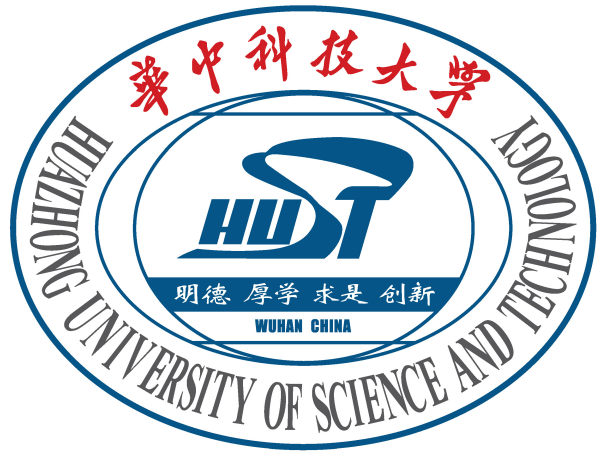 華中科技大學
HUAZHONG UNIVERSITY OF SCIENCE AND TECHNOLOGY
HUST
明德 厚学 求是 创新
WUHAN CHINA